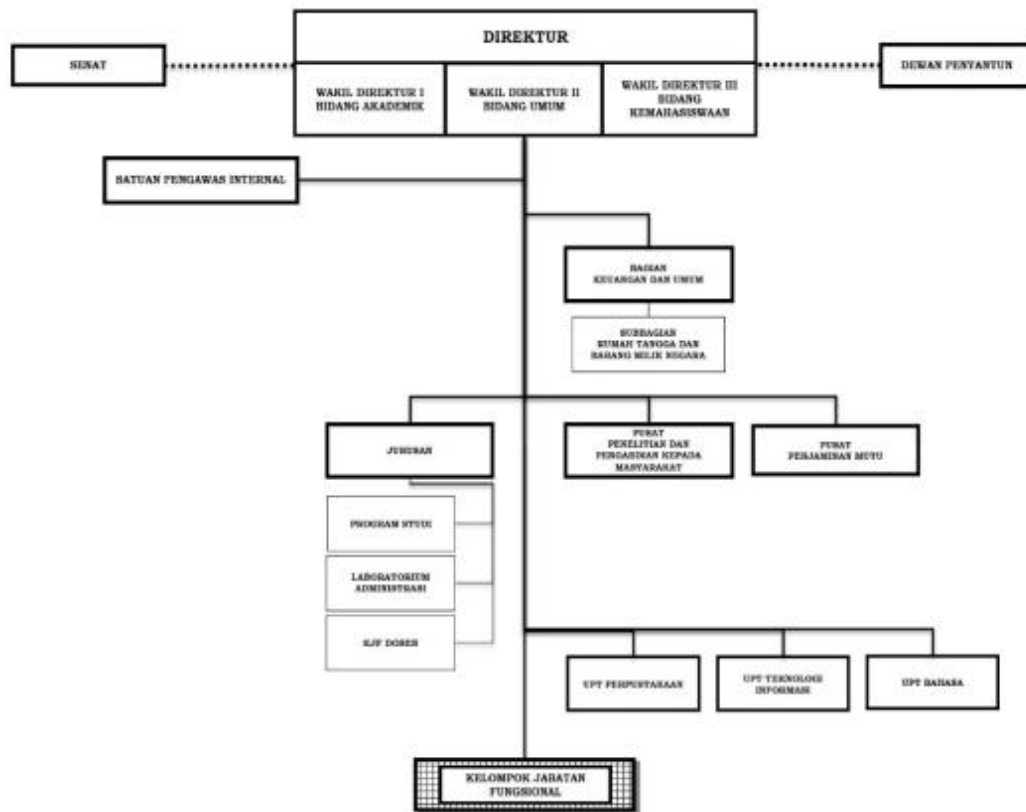 DIREKTUR
SENAT
DEWAN PENYANTUN
WAKIL DIREKTUR I
BIDANG AKADEMIK
WAKIL DIREKTUR II
BIDANG UMUM
WAKIL DIREKTUR III
BIDANG
KEMAHASISWAAN
SATUAN PENGAWAS INTERNAL
BAGIAN
KEUANGAN DAN UMUM
SUBBAGIAN
RUMAH TANGGA DAN
BARANG MILIK NEGARA
JURUSAN
PUSAT
PENELITIAN DAN
PENGABDIAN KEPADA
MASYARAKAT
PUSAT
PENJAMINAN MUTU
PROGRAM STUDI
LABORATORIUM
ADMINISTRASI
KJF DOSEN
UPT PERPUSTAKAAN
UPT TEKNOLOGI
INFORMASI
UPT BAHASA
KELOMPOK JABATAN
FUNGSIONAL